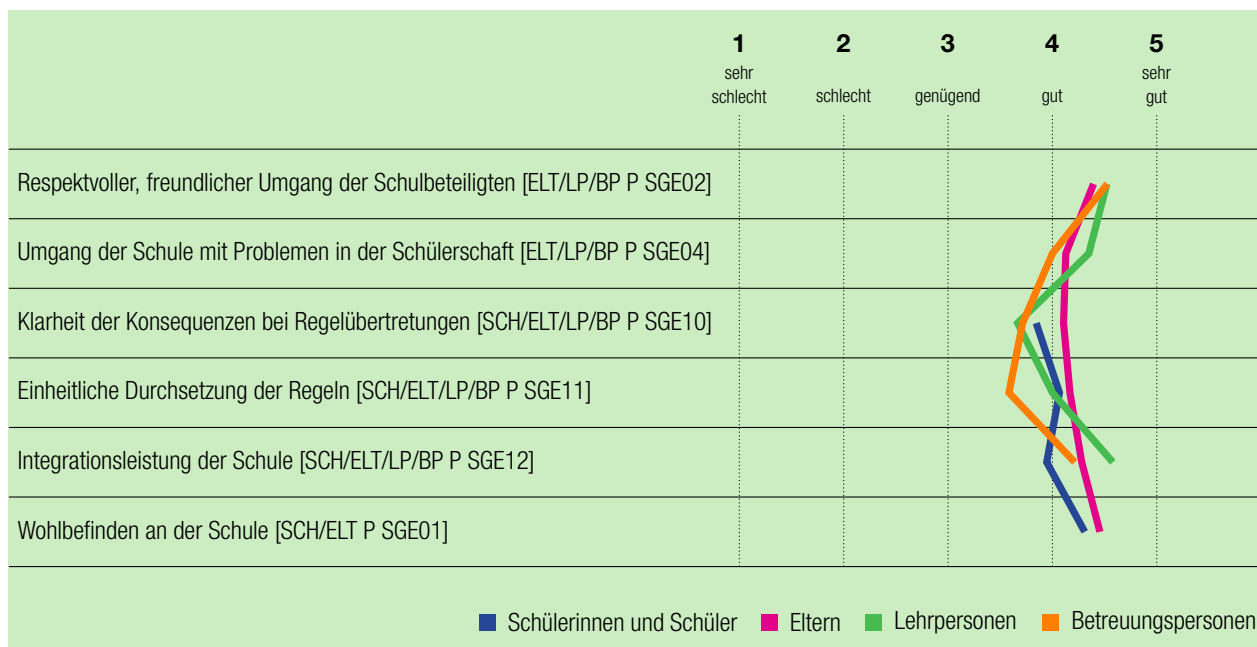 1 2 3 4 5
sehr schlecht schlecht genügend gut sehr gut
Respektvoller, freundlicher Umgang der Schulbeteiligten [ELT/LP/BP P SGE02]
Umgang der Schule mit Problemen in der Schülerschaft [ELT/LP/BP P SGE04]
Klarheit der Konsequenzen bei Regelübertretungen [SCH/ELT/LP/BP P SGE10]
Einheitliche Durchsetzung der Regeln [SCH/ELT/LP/BP P SGE11]
Integrationsleistung der Schule [SCH/ELT/LP/BP P SGE12]
Wohlbefinden an der Schule [SCH/ELT P SGE01]
Schülerinnen und Schüler Eltern Lehrpersonen Betreuungspersonen